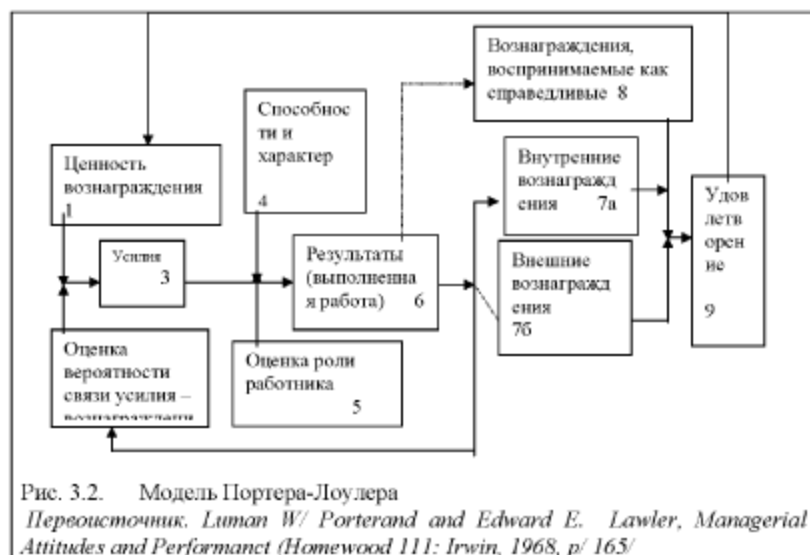 Вознаграждения,
воспринимаемые как
справедливые 8
Способнос
ти и
характер
4
Ценность
вознаграждения
1
Внутренние
вознагражд
ения 7а
Удов
летв
орен
ие
9
Усилия
3
Результаты
(выполненна
я работа) 6
Внешние
вознагражд
ения
7б
Оценка
вероятности
связи усилия –
вознаграждени
Оценка роли
работника
5
Рис. 3.2. Модель Портера-Лоулера
Первоисточник. Luman W/ Porterand and Edward E. Lawler, Managerial
Attitudes and Performanct (Homewood 111: Irwin, 1968, p/ 165/